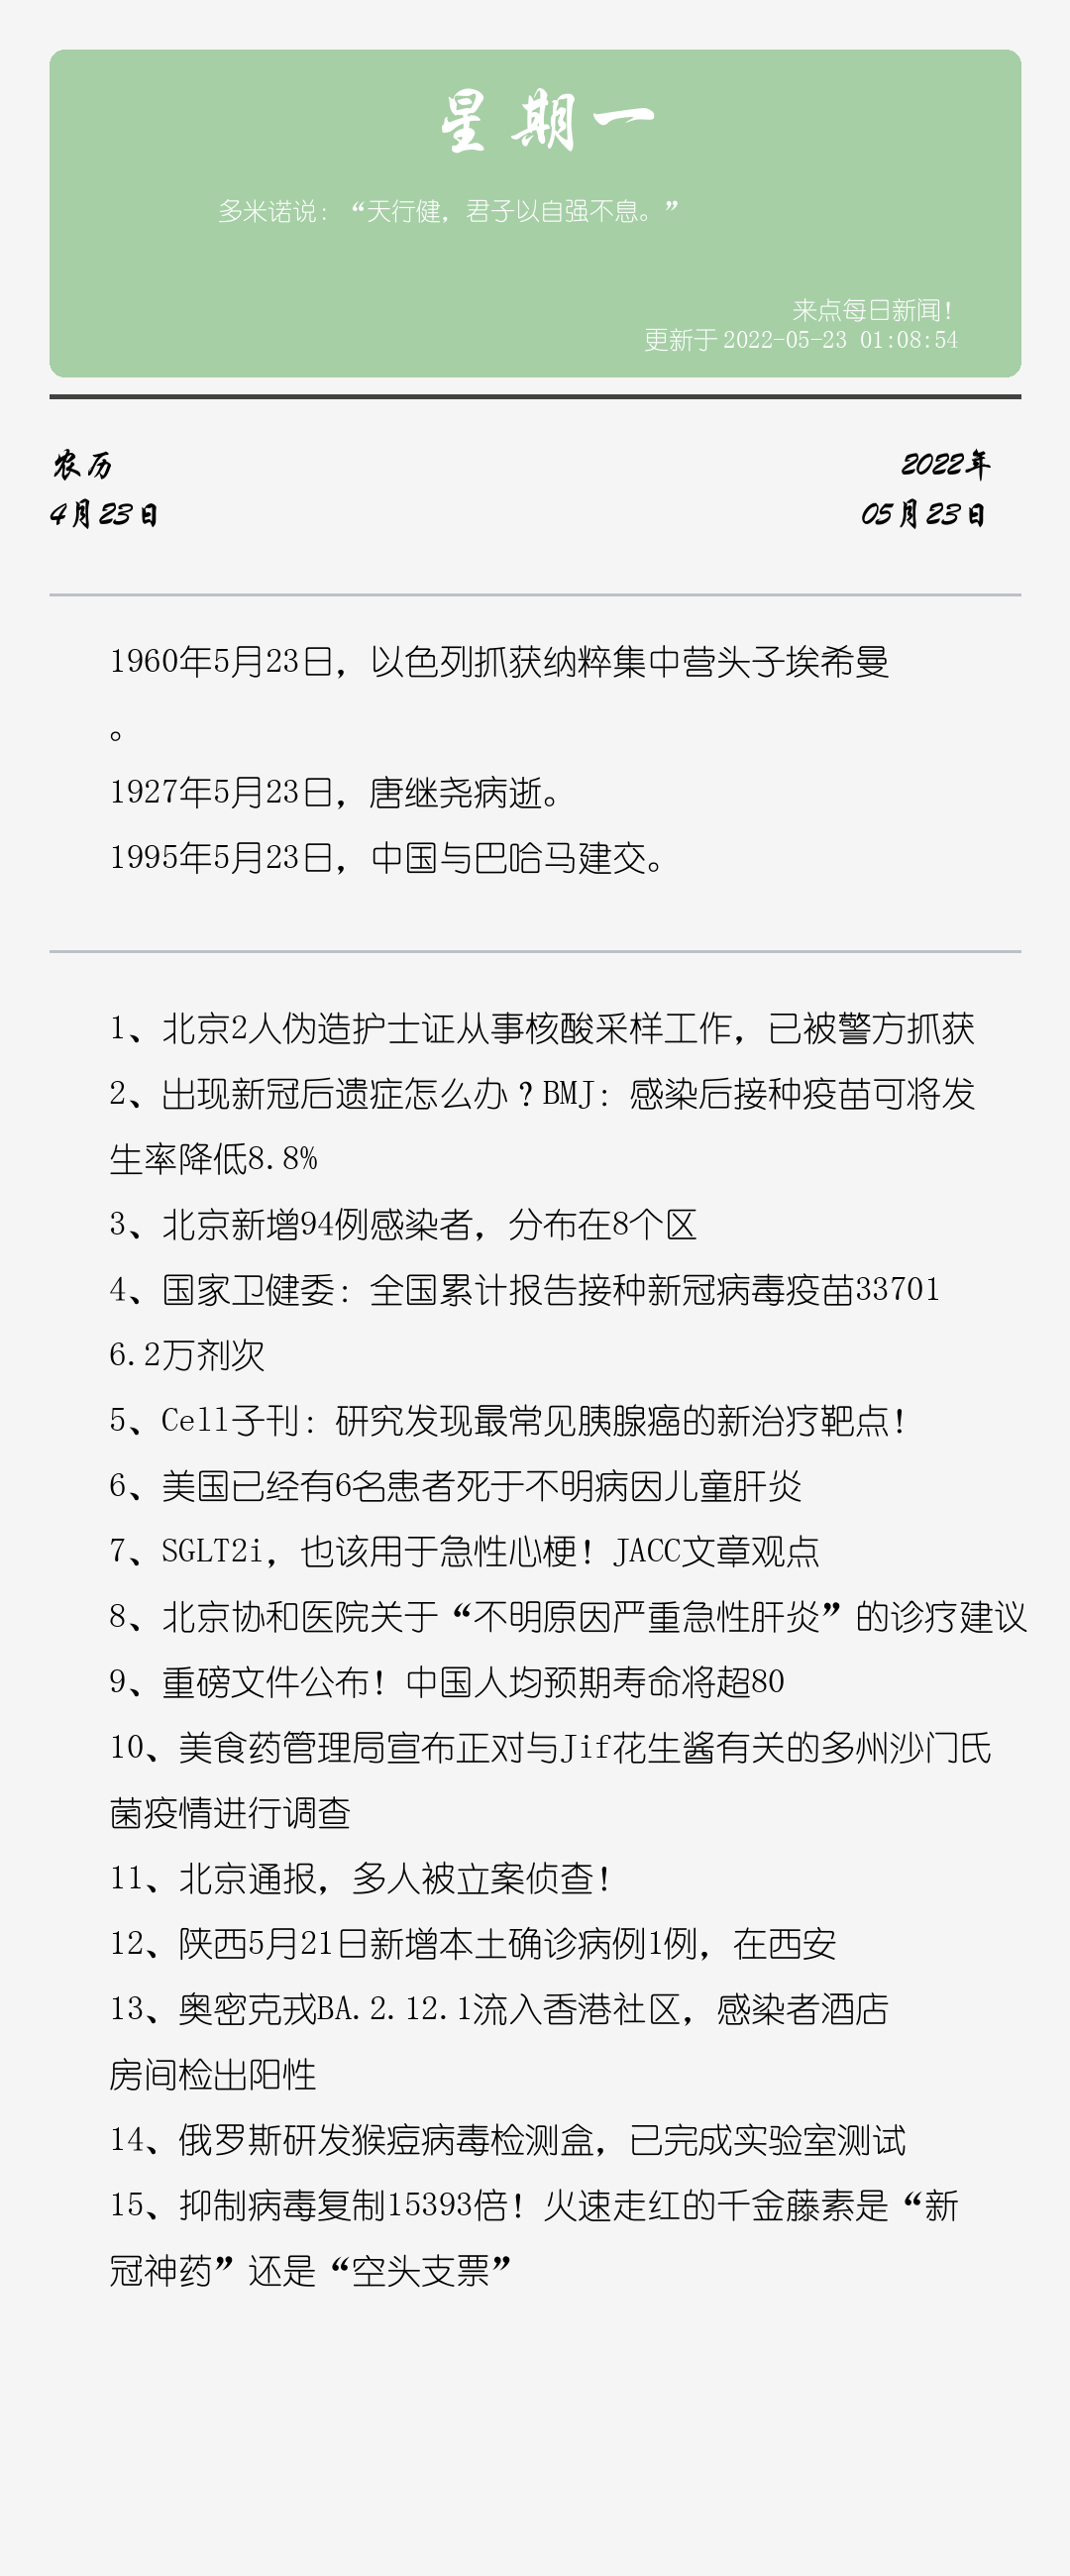 星期一
多米诺说：“天行健，君子以自强不息。”
来点每日新闻！
更新于 2022-05-23 01:08:54
农历
4月23日
2022年
05月23日
1960年5月23日，以色列抓获纳粹集中营头子埃希曼
。
1927年5月23日，唐继尧病逝。
1995年5月23日，中国与巴哈马建交。
1、北京2人伪造护士证从事核酸采样工作，已被警方抓获
2、出现新冠后遗症怎么办？BMJ：感染后接种疫苗可将发
生率降低8.8%
3、北京新增94例感染者，分布在8个区
4、国家卫健委：全国累计报告接种新冠病毒疫苗33701
6.2万剂次
5、Cell子刊：研究发现最常见胰腺癌的新治疗靶点！
6、美国已经有6名患者死于不明病因儿童肝炎
7、SGLT2i，也该用于急性心梗！JACC文章观点
8、北京协和医院关于“不明原因严重急性肝炎”的诊疗建议
9、重磅文件公布！中国人均预期寿命将超80
10、美食药管理局宣布正对与Jif花生酱有关的多州沙门氏
菌疫情进行调查
11、北京通报，多人被立案侦查！
12、陕西5月21日新增本土确诊病例1例，在西安
13、奥密克戎BA.2.12.1流入香港社区，感染者酒店
房间检出阳性
14、俄罗斯研发猴痘病毒检测盒，已完成实验室测试
15、抑制病毒复制15393倍！火速走红的千金藤素是“新
冠神药”还是“空头支票”